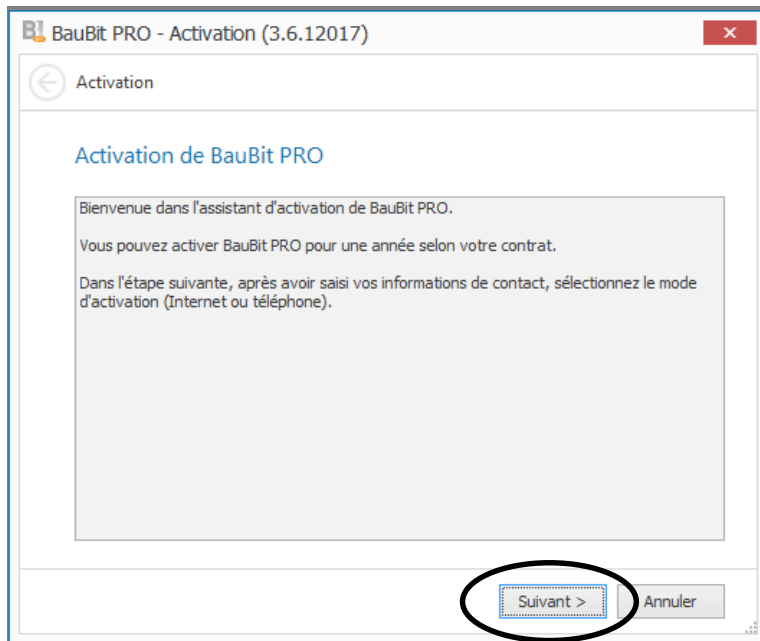 BauBit PRO - Activation (3.6.12017)
Activation
Activation de BauBit PRO
Bienvenue dans l'assistant d'activation de BauBit PRO.
Vous pouvez activer BauBit PRO pour une année selon votre contrat.
Dans l'étape suivante, après avoir saisi vos informations de contact, sélectionnez le mode
d'activation (Internet ou téléphone).
Suivant >
Annuler